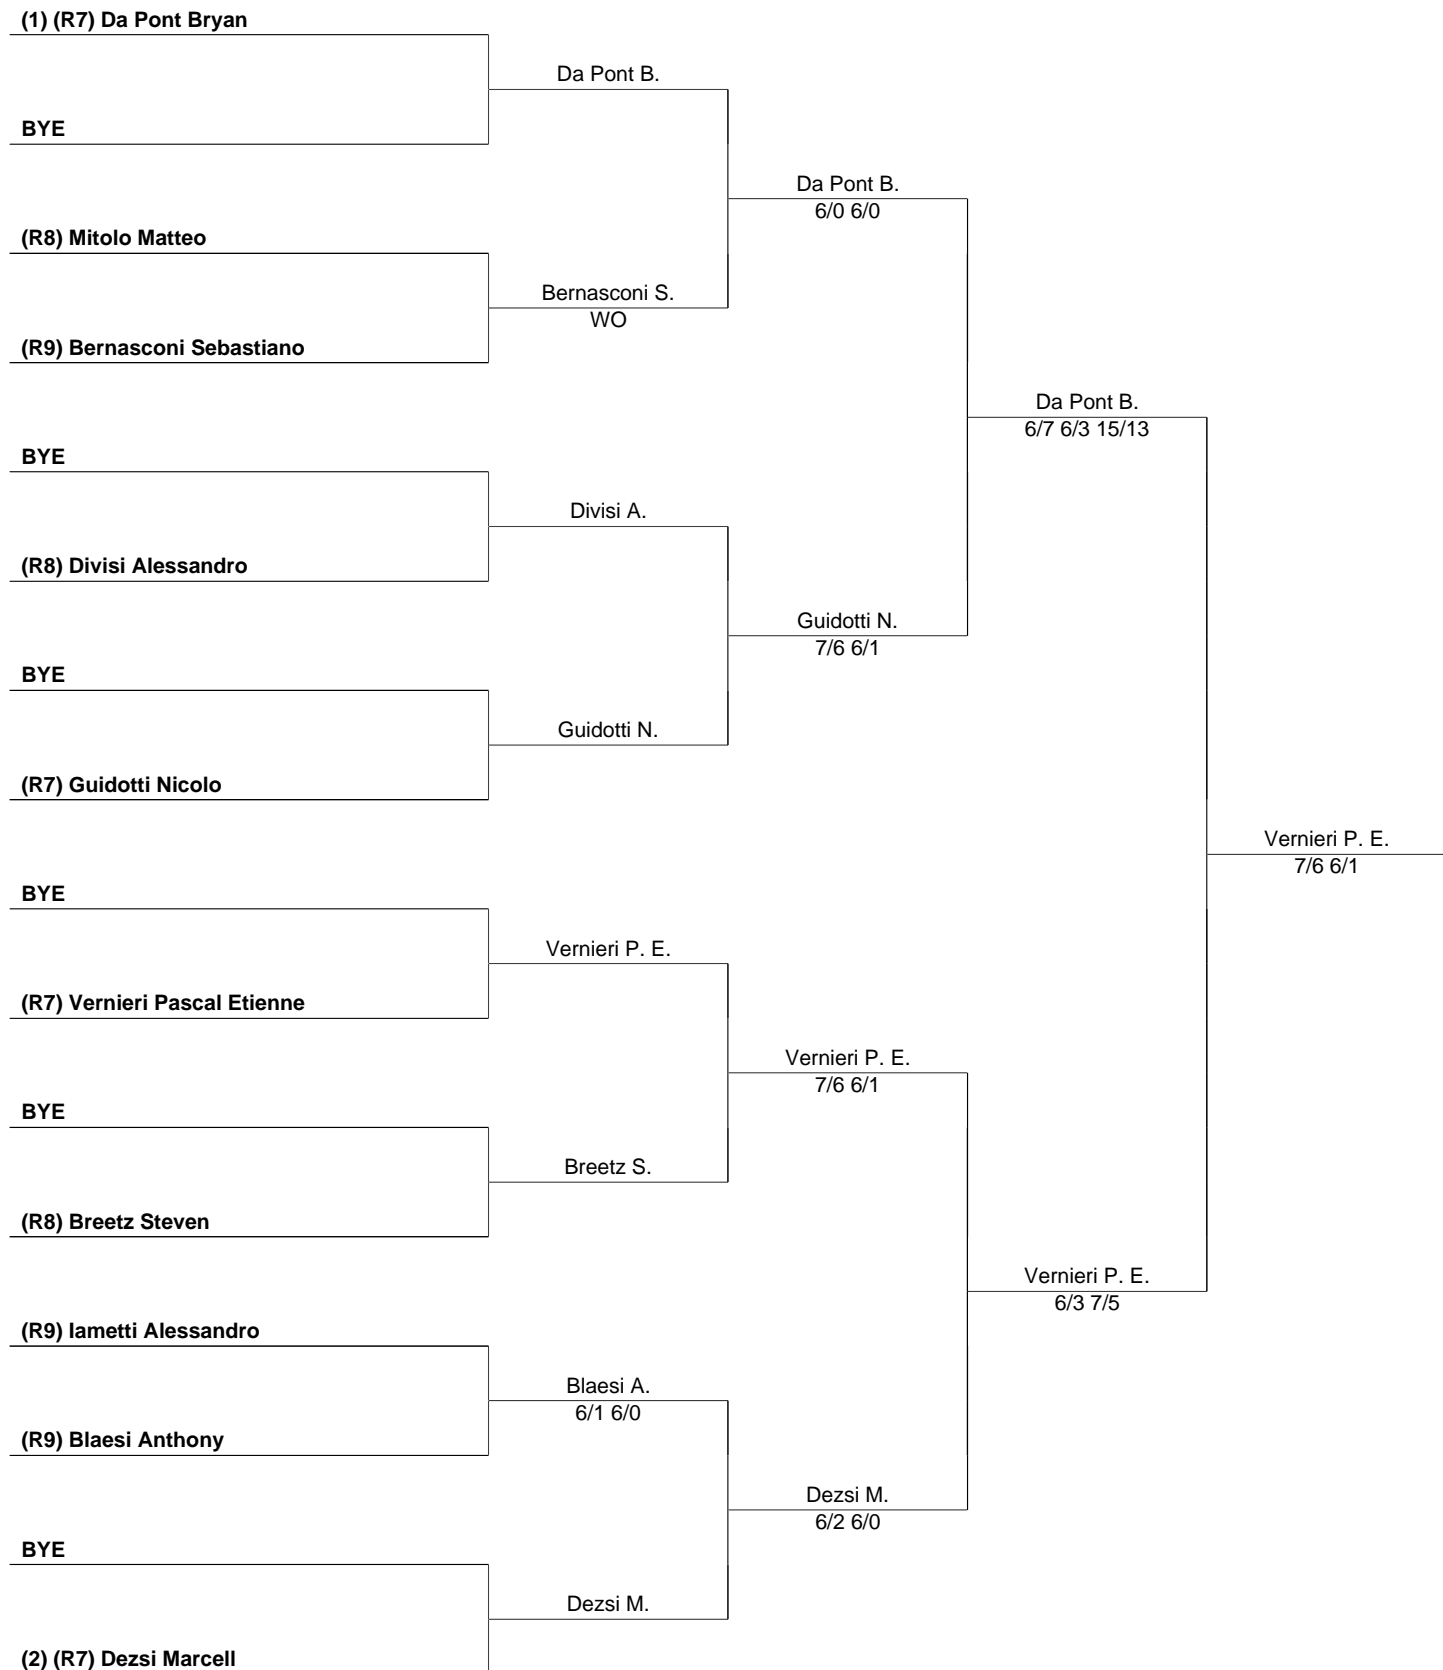 (1) (R7) Da Pont Bryan
Da Pont B.
BYE
Da Pont B.
6/0 6/0
(R8) Mitolo Matteo
Bernasconi S.
WO
(R9) Bernasconi Sebastiano
Da Pont B.
6/7 6/3 15/13
BYE
Divisi A.
(R8) Divisi Alessandro
Guidotti N.
7/6 6/1
BYE
Guidotti N.
(R7) Guidotti Nicolo
Vernieri P. E.
7/6 6/1
BYE
Vernieri P. E.
(R7) Vernieri Pascal Etienne
Vernieri P. E.
7/6 6/1
BYE
Breetz S.
(R8) Breetz Steven
Vernieri P. E.
6/3 7/5
(R9) Iametti Alessandro
Blaesi A.
6/1 6/0
(R9) Blaesi Anthony
Dezsi M.
6/2 6/0
BYE
Dezsi M.
(2) (R7) Dezsi Marcell